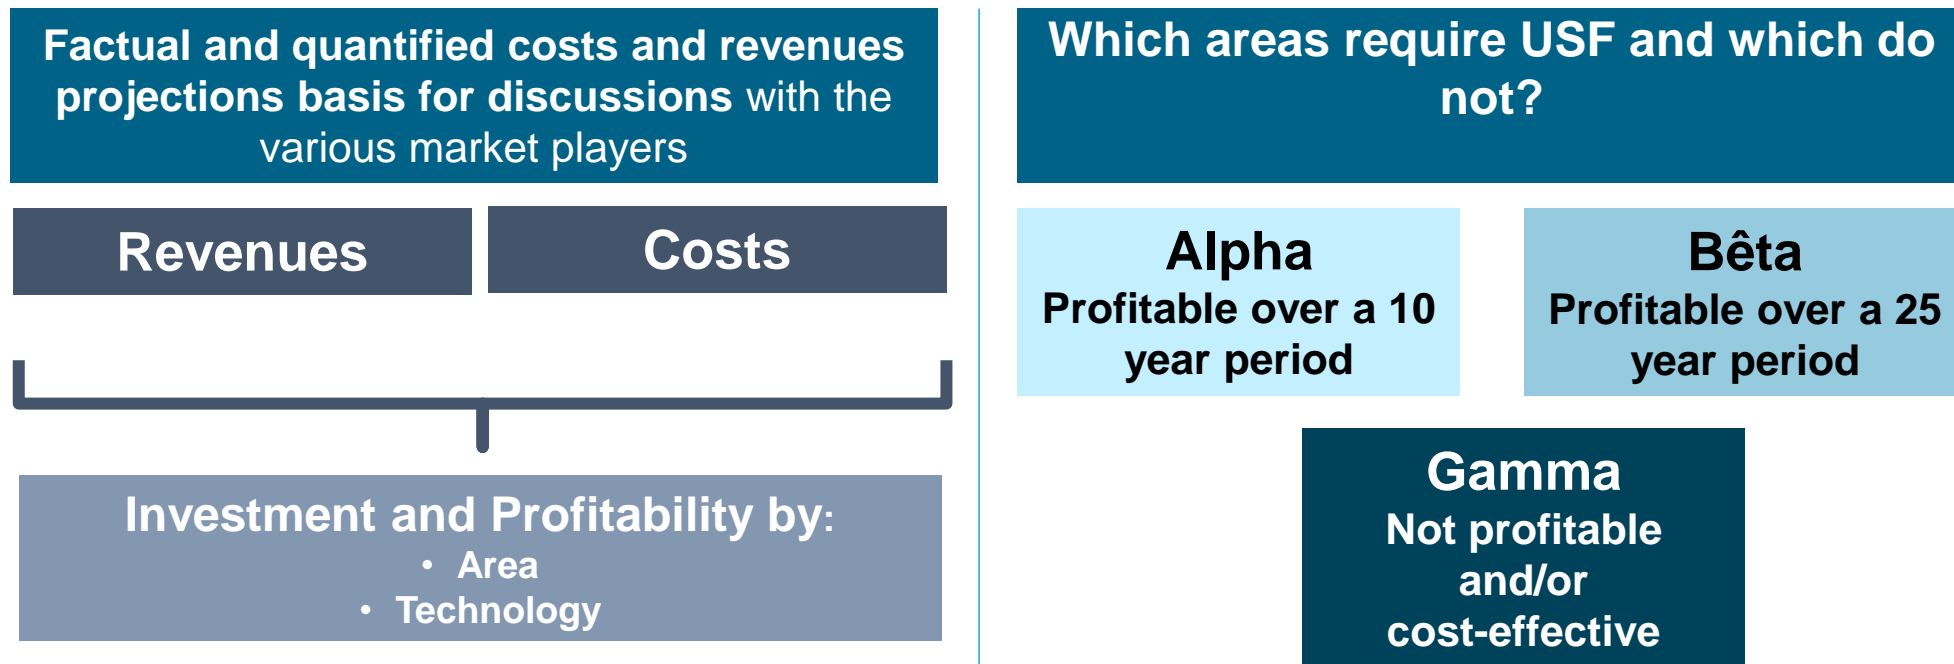 Factual and quantified costs and revenues
projections basis for discussions with the
various market players
Revenues
Costs
Investment and Profitability by:
• Area
• Technology
Which areas require USF and which do
not?
Alpha
Profitable over a 10
year period
Bêta
Profitable over a 25
year period
Gamma
Not profitable
and/or
cost-effective